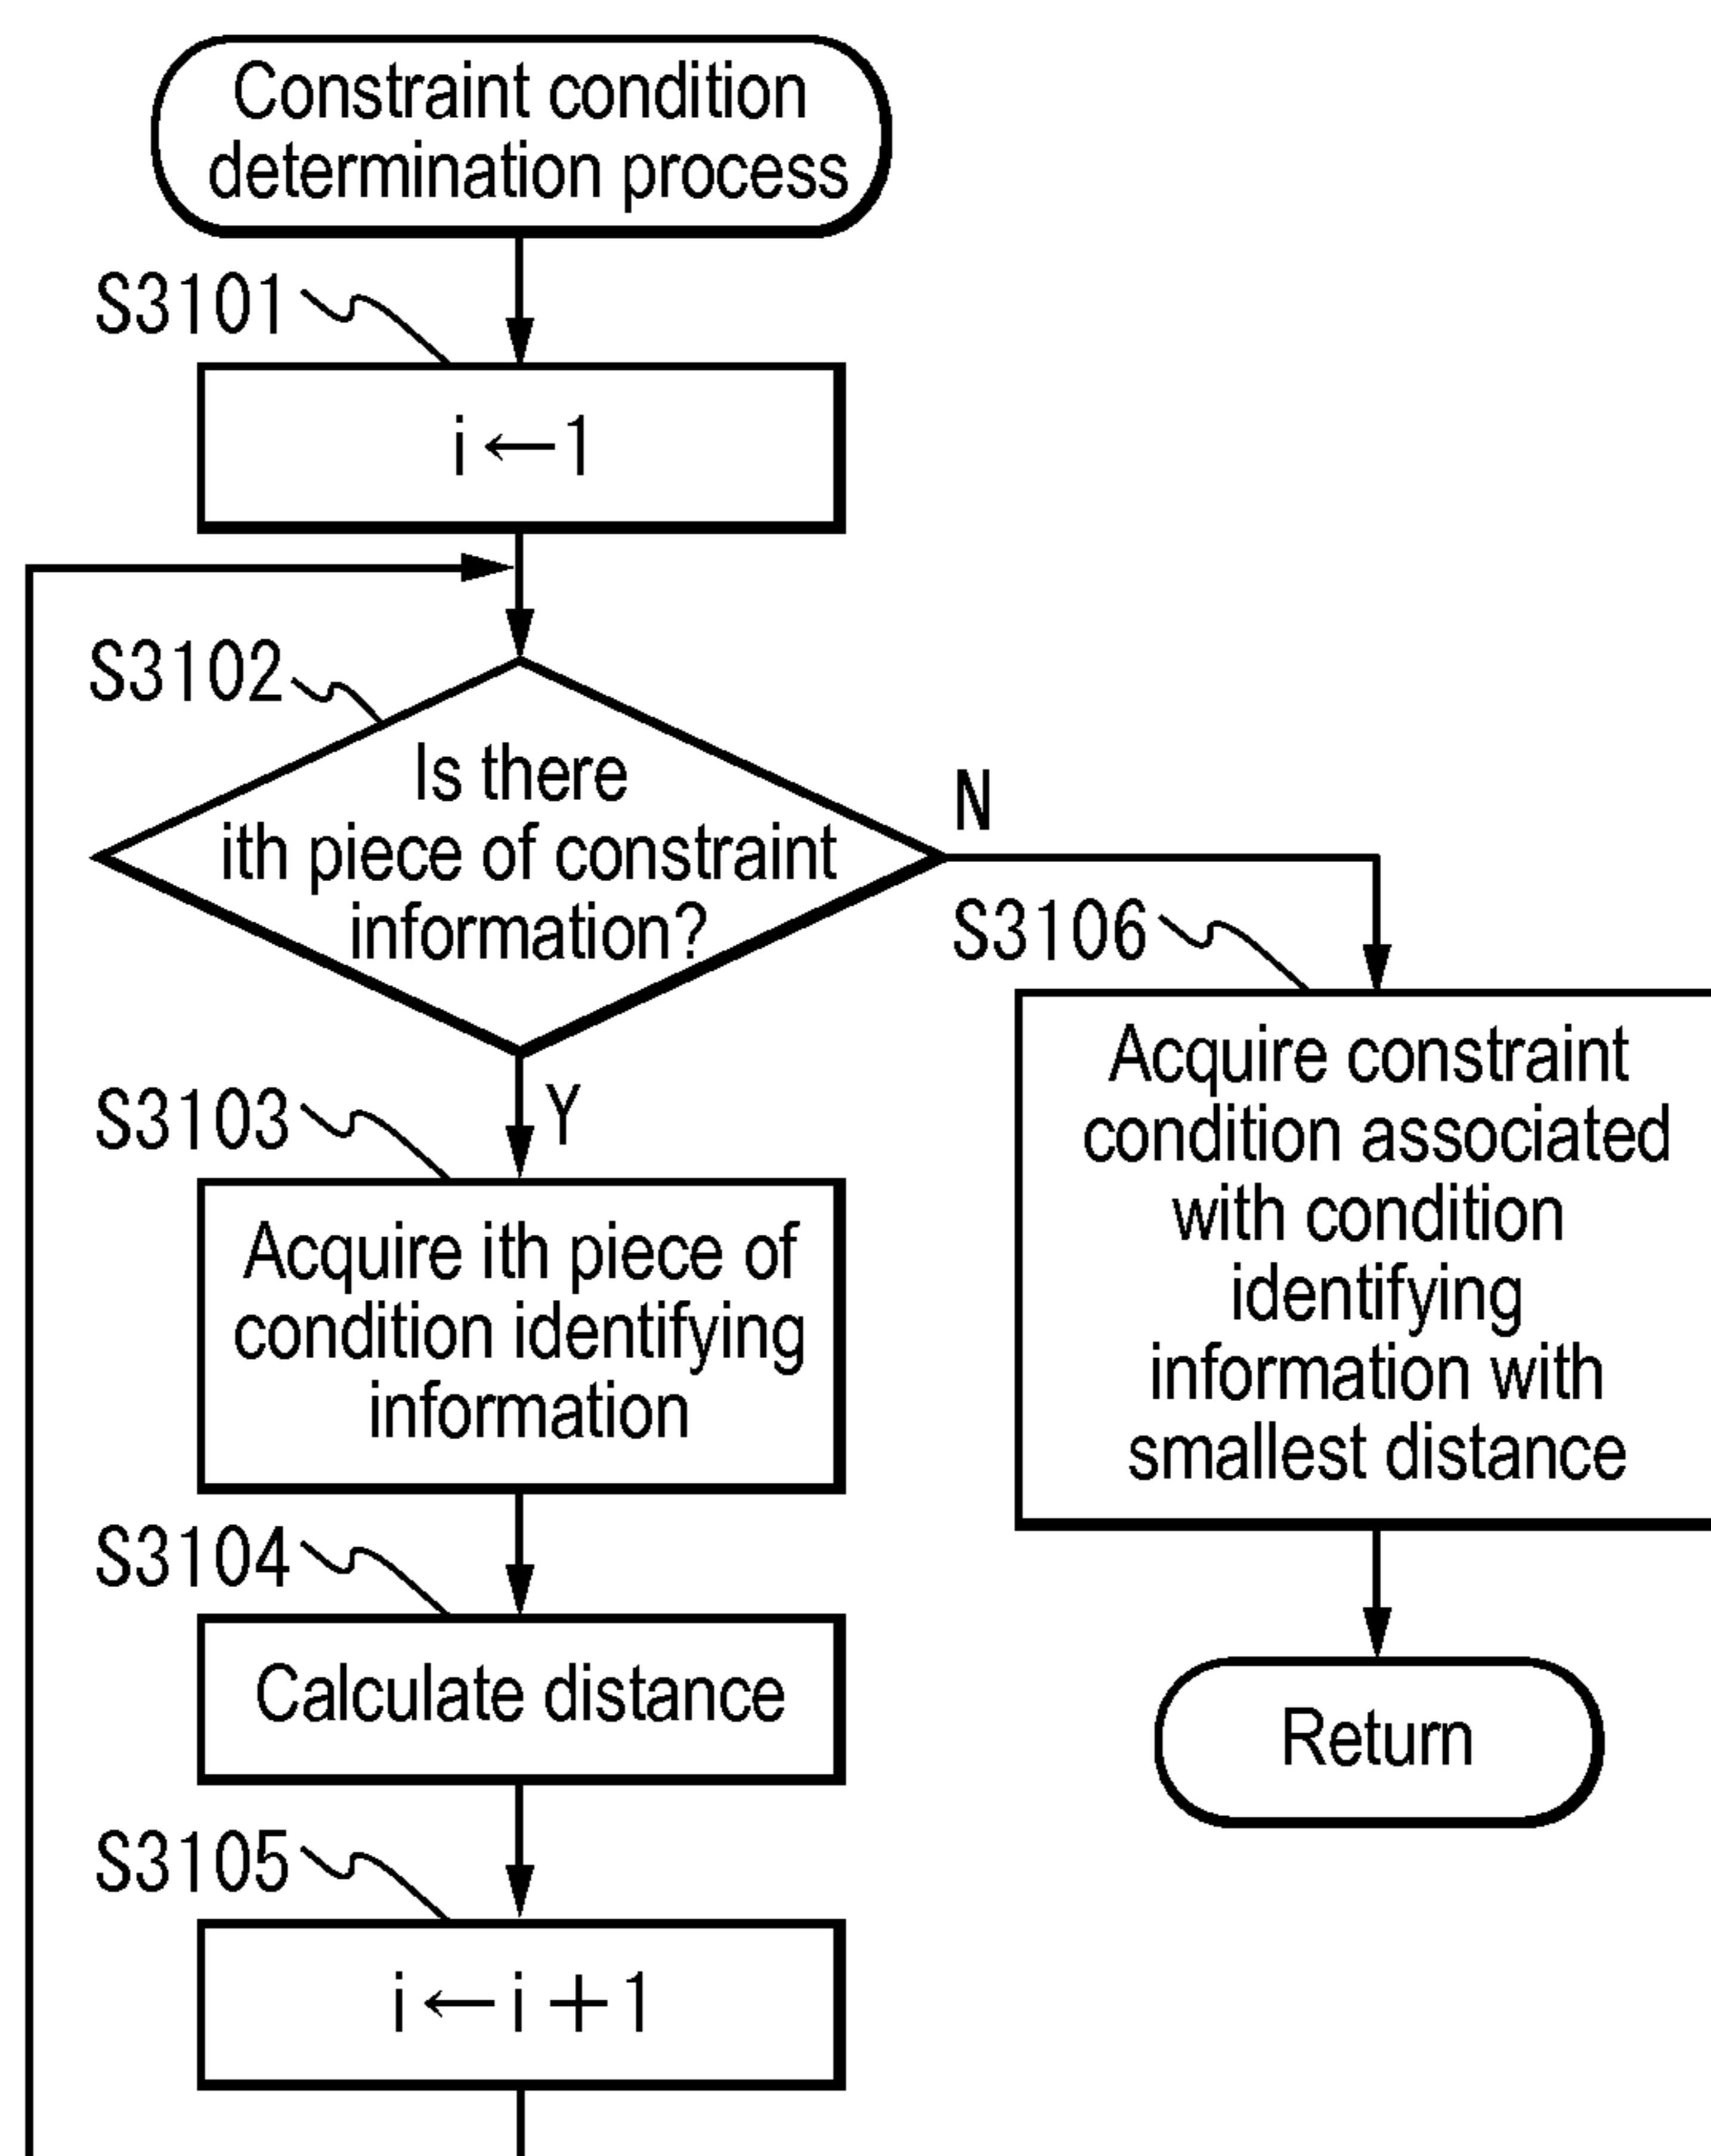 Constraint condition
determination process
S3101
i←1
S3102
Is there
ith piece of constraint
information?
N
Y
S3103
Acquire ith piece of
condition identifying
information
S3104
Calculate distance
S3105
i←i+1
S3106
Acquire constraint
condition associated
with condition
identifying
information with
smallest distance
Return